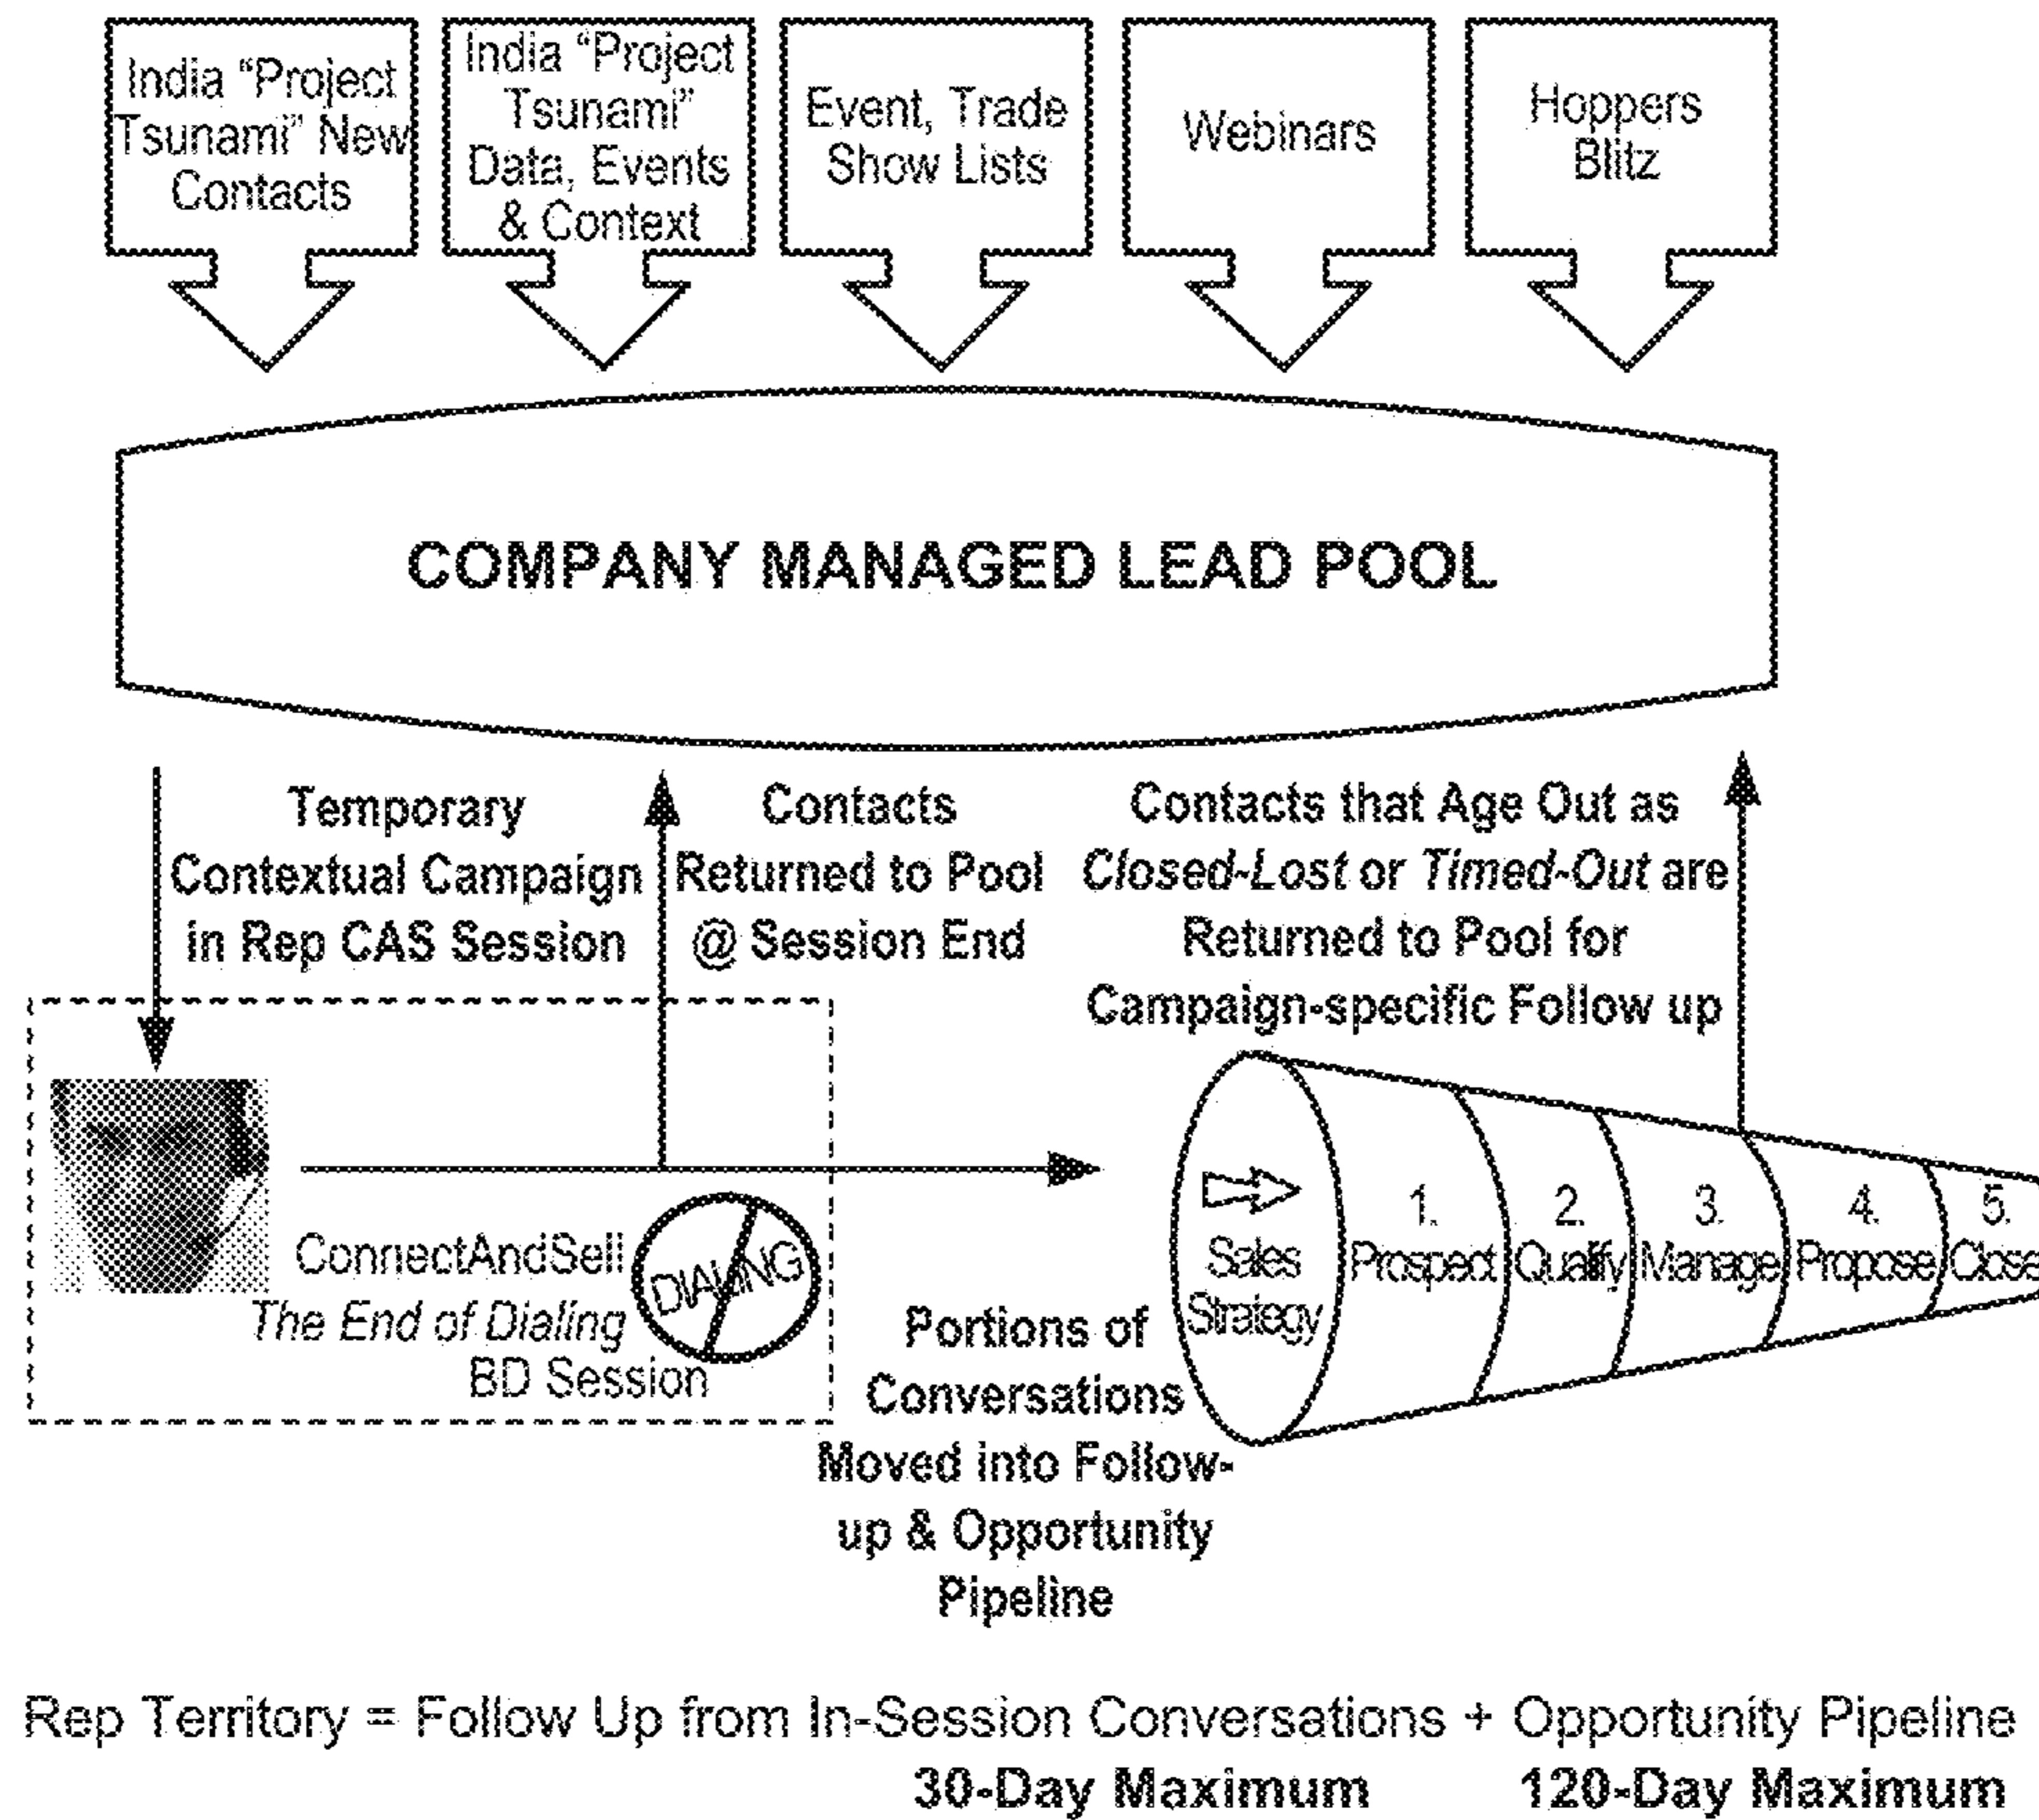 India "Project
Tsunami" New
Contacts
India "Project
Tsunami"
Data, Events
& Context
Event, Trade
Show Lists
Webinars
Hoppers
Blitz
COMPANY MANAGED LEAD POOL
Temporary
Contextual Campaign
in Rep CAS Session
Contacts
Returned to Pool
@ Session End
Contacts that Age Out as
Closed-Lost or Timed-Out are
Returned to Pool for
Campaign-specific Follow up
ConnectAndSell
The End of Dialing
BD Session
DIALING
Portions of
Conversations
Moved into Follow-
up & Opportunity
Pipeline
Sales
Strategy
1.
Prospect
2.
Qualify
3.
Manage
4.
Propose
5.
Close
Rep Territory = Follow Up from In-Session Conversations + Opportunity Pipeline
30-Day Maximum 120-Day Maximum